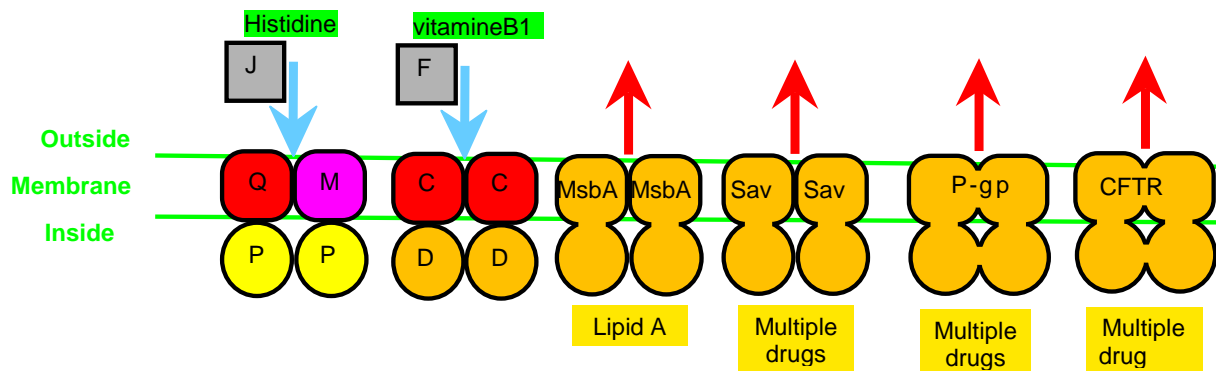 Histidine
vitamineB1
J
F
Outside
Membrane
Inside
Q
M
C
C
MsbA
MsbA
Sav
Sav
P-gp
CFTR
P
P
D
D
Lipid A
Multiple
drugs
Multiple
drugs
Multiple
drug